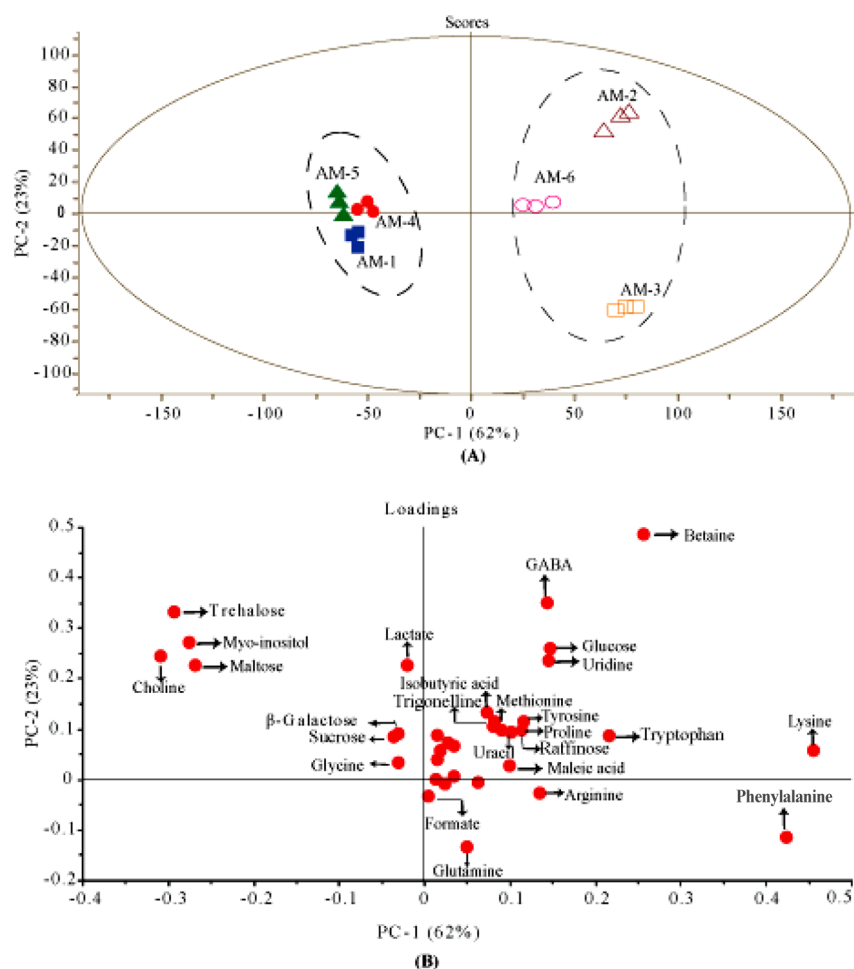 Scores
100
80
60
40
20
0
-20
-40
-60
-80
-100
PC-2 (23%)
AM-2
AM-5
AM-6
AM-4
AM-1
AM-3
-150
-100
-50
0
50
100
150
PC-1 (62%)
(A)
Loadings
0.5
0.4
0.3
0.2
0.1
0
-0.1
-0.2
PC-2 (23%)
Betaine
GABA
Trehalose
Myo-inositol
Lactate
Glucose
Maltose
Uridine
Choline
Isobutyric acid
Trigonelline
Methionine
β-Galactose
Tyrosine
Sucrose
Proline
Tryptophan
Lysine
Uracil
Raffinose
Glycine
Maleic acid
Arginine
Phenylalanine
Formate
Glutamine
-0.4
-0.3
-0.2
-0.1
0
0.1
0.2
0.3
0.4
0.5
PC-1 (62%)
(B)